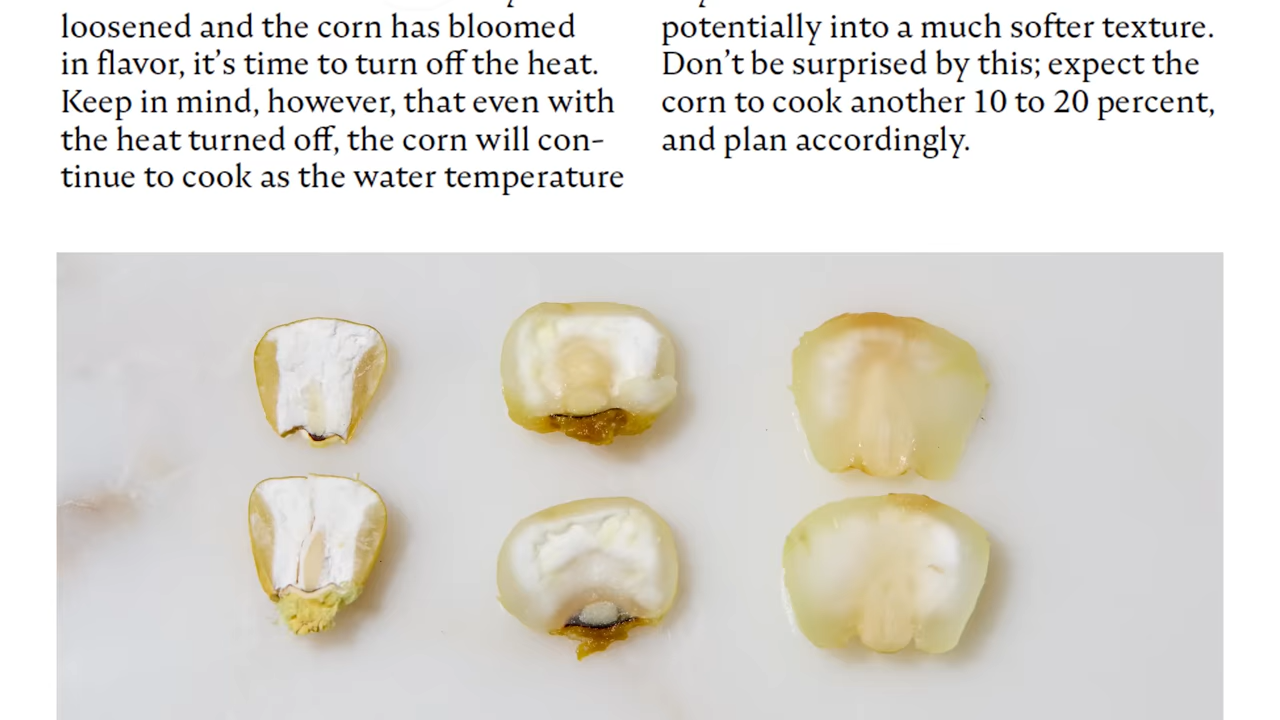 loosened and the corn has bloomed
in flavor, it’s time to turn off the heat.
Keep in mind, however, that even with
the heat turned off, the corn will con-
tinue to cook as the water temperature
potentially into a much softer texture.
Don’t be surprised by this; expect the
corn to cook another 10 to 20 percent,
and plan accordingly.